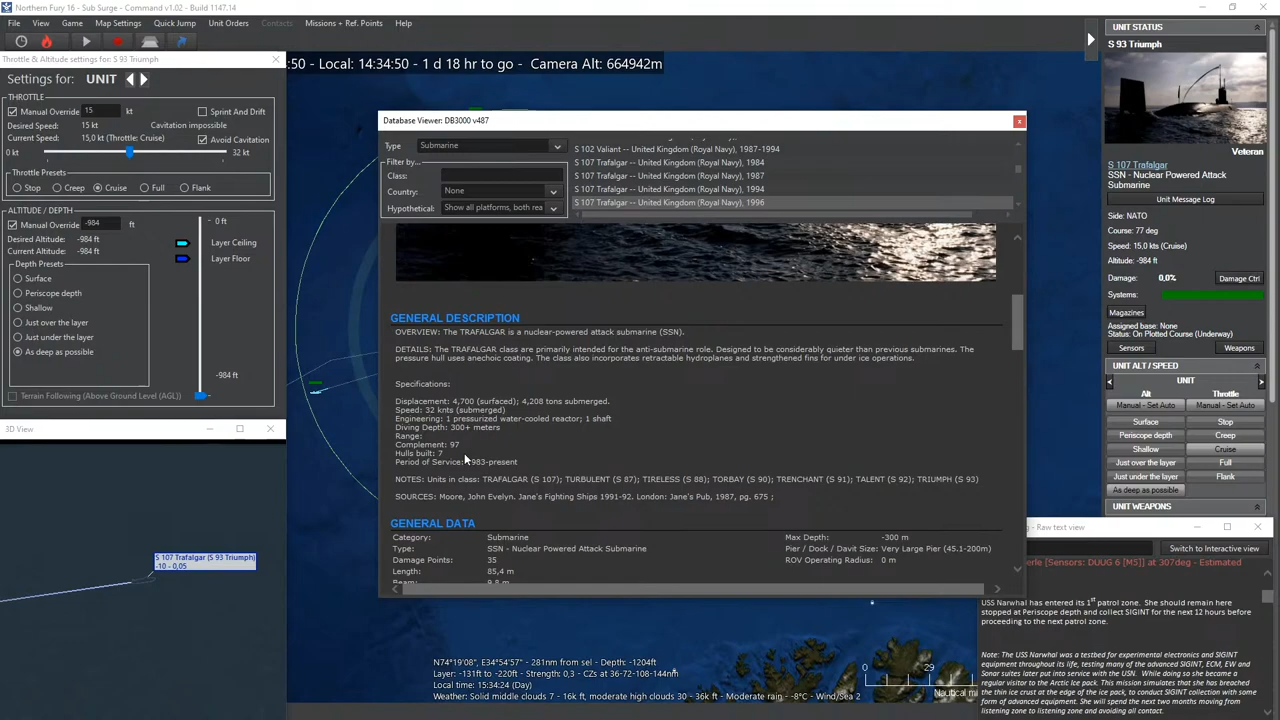 Northern Fury 16 - Sub Surge - Command v1.02 - Build 1147.14
File View Game Map Settings Quick Jump Unit Orders Contacts Missions + Ref. Points Help
Throttle & Altitude settings for: S 93 Triumph
Settings for: UNIT
THROTTLE
Manual Override 15 kt Sprint And Drift
Desired Speed: 15 kt Cavitation impossible
Current Speed: 15,0 kt (Throttle: Cruise) Avoid Cavitation
0 kt 32 kt
Throttle Presets
Stop Creep Cruise Full Flank
ALTITUDE / DEPTH
Manual Override -984 ft
Desired Altitude: -984 ft
Current Altitude: -984 ft
Depth Presets
Surface
Periscope depth
Shallow
Just over the layer
Just under the layer
As deep as possible
- 0 ft
Layer Ceiling
Layer Floor
-984 ft
Terrain Following (Above Ground Level (AGL))
3D View
S 107 Trafalgar (S 93 Triumph)
-10 - 0,05
:50 - Local: 14:34:50 - 1 d 18 hr to go - Camera Alt: 664942m
Database Viewer: DB3000 v487
Type Submarine
Filter by...
Class:
Country: None
Hypothetical: Show all platforms, both rea
S 102 Valiant -- United Kingdom (Royal Navy), 1987-1994
S 107 Trafalgar -- United Kingdom (Royal Navy), 1984
S 107 Trafalgar -- United Kingdom (Royal Navy), 1987
S 107 Trafalgar -- United Kingdom (Royal Navy), 1994
S 107 Trafalgar -- United Kingdom (Royal Navy), 1996
GENERAL DESCRIPTION
OVERVIEW: The TRAFALGAR is a nuclear-powered attack submarine (SSN).
DETAILS: The TRAFALGAR class are primarily intended for the anti-submarine role. Designed to be considerably quieter than previous submarines. The
pressure hull uses anechoic coating. The class also incorporates retractable hydroplanes and strengthened fins for under ice operations.
Specifications:
Displacement: 4,700 (surfaced); 4,208 tons submerged.
Speed: 32 knts (submerged)
Engineering: 1 pressurized water-cooled reactor; 1 shaft
Diving Depth: 300+ meters
Range:
Complement: 97
Hulls built: 7
Period of Service: 983-present
NOTES: Units in class: TRAFALGAR (S 107); TURBULENT (S 87); TIRELESS (S 88); TORBAY (S 90); TRENCHANT (S 91); TALENT (S 92); TRIUMPH (S 93)
SOURCES: Moore, John Evelyn. Jane's Fighting Ships 1991-92. London: Jane's Pub, 1987, pg. 675 ;
GENERAL DATA
Category: Submarine
Type: SSN - Nuclear Powered Attack Submarine
Damage Points: 35
Length: 85,4 m
Beam: 9,8 m
Max Depth: -300 m
Pier / Dock / Davit Size: Very Large Pier (45.1-200m)
ROV Operating Radius: 0 m
N74°19'08", E34°54'57" - 281nm from sel - Depth: -1204ft
Layer: -131ft to -220ft - Strength: 0,3 - CZs at 36-72-108-144nm
Local time: 15:34:24 (Day)
Weather: Solid middle clouds 7 - 16k ft, moderate high clouds 30 - 36k ft - Moderate rain - -8°C - Wind/Sea 2
0 29
Nautical mi
UNIT STATUS
S 93 Triumph
Veteran
S 107 Trafalgar
SSN - Nuclear Powered Attack
Submarine
Unit Message Log
Side: NATO
Course: 77 deg
Speed: 15,0 kts (Cruise)
Altitude: -984 ft
Damage: 0,0% Damage Ctrl
Systems:
Magazines
Assigned base: None
Status: On Plotted Course (RTB Manually Ordered)
Sensors Weapons
UNIT ALT / SPEED
UNIT
Alt Throttle
Manual - Set Auto Manual - Set Auto
Surface Stop
Periscope depth Creep
Shallow Cruise
Just over the layer Full
Just under the layer Flank
As deep as possible
UNIT WEAPONS
g - Raw text view
Switch to Interactive view
erle [Sensors: DUUG 6 [MS]] at 307deg - Estimated
USS Narwhal has entered its 1st patrol zone. She should remain here
stopped at Periscope depth and collect SIGINT for the next 12 hours before
proceeding to the next patrol zone.
Note: The USS Narwhal was a testbed for experimental electronics and SIGINT
equipment throughout its life, testing many of the advanced SIGINT, ECM, EW and
Sonar suites later put into service with the USN. While doing so she became a
regular visitor to the Arctic Ice pack. This mission simulates that she has breached
the thin ice crust at the edge of the ice pack, to conduct SIGINT collection with some
form of advanced equipment. She will spend the next two months moving from
listening zone to listening zone and avoiding all contact.